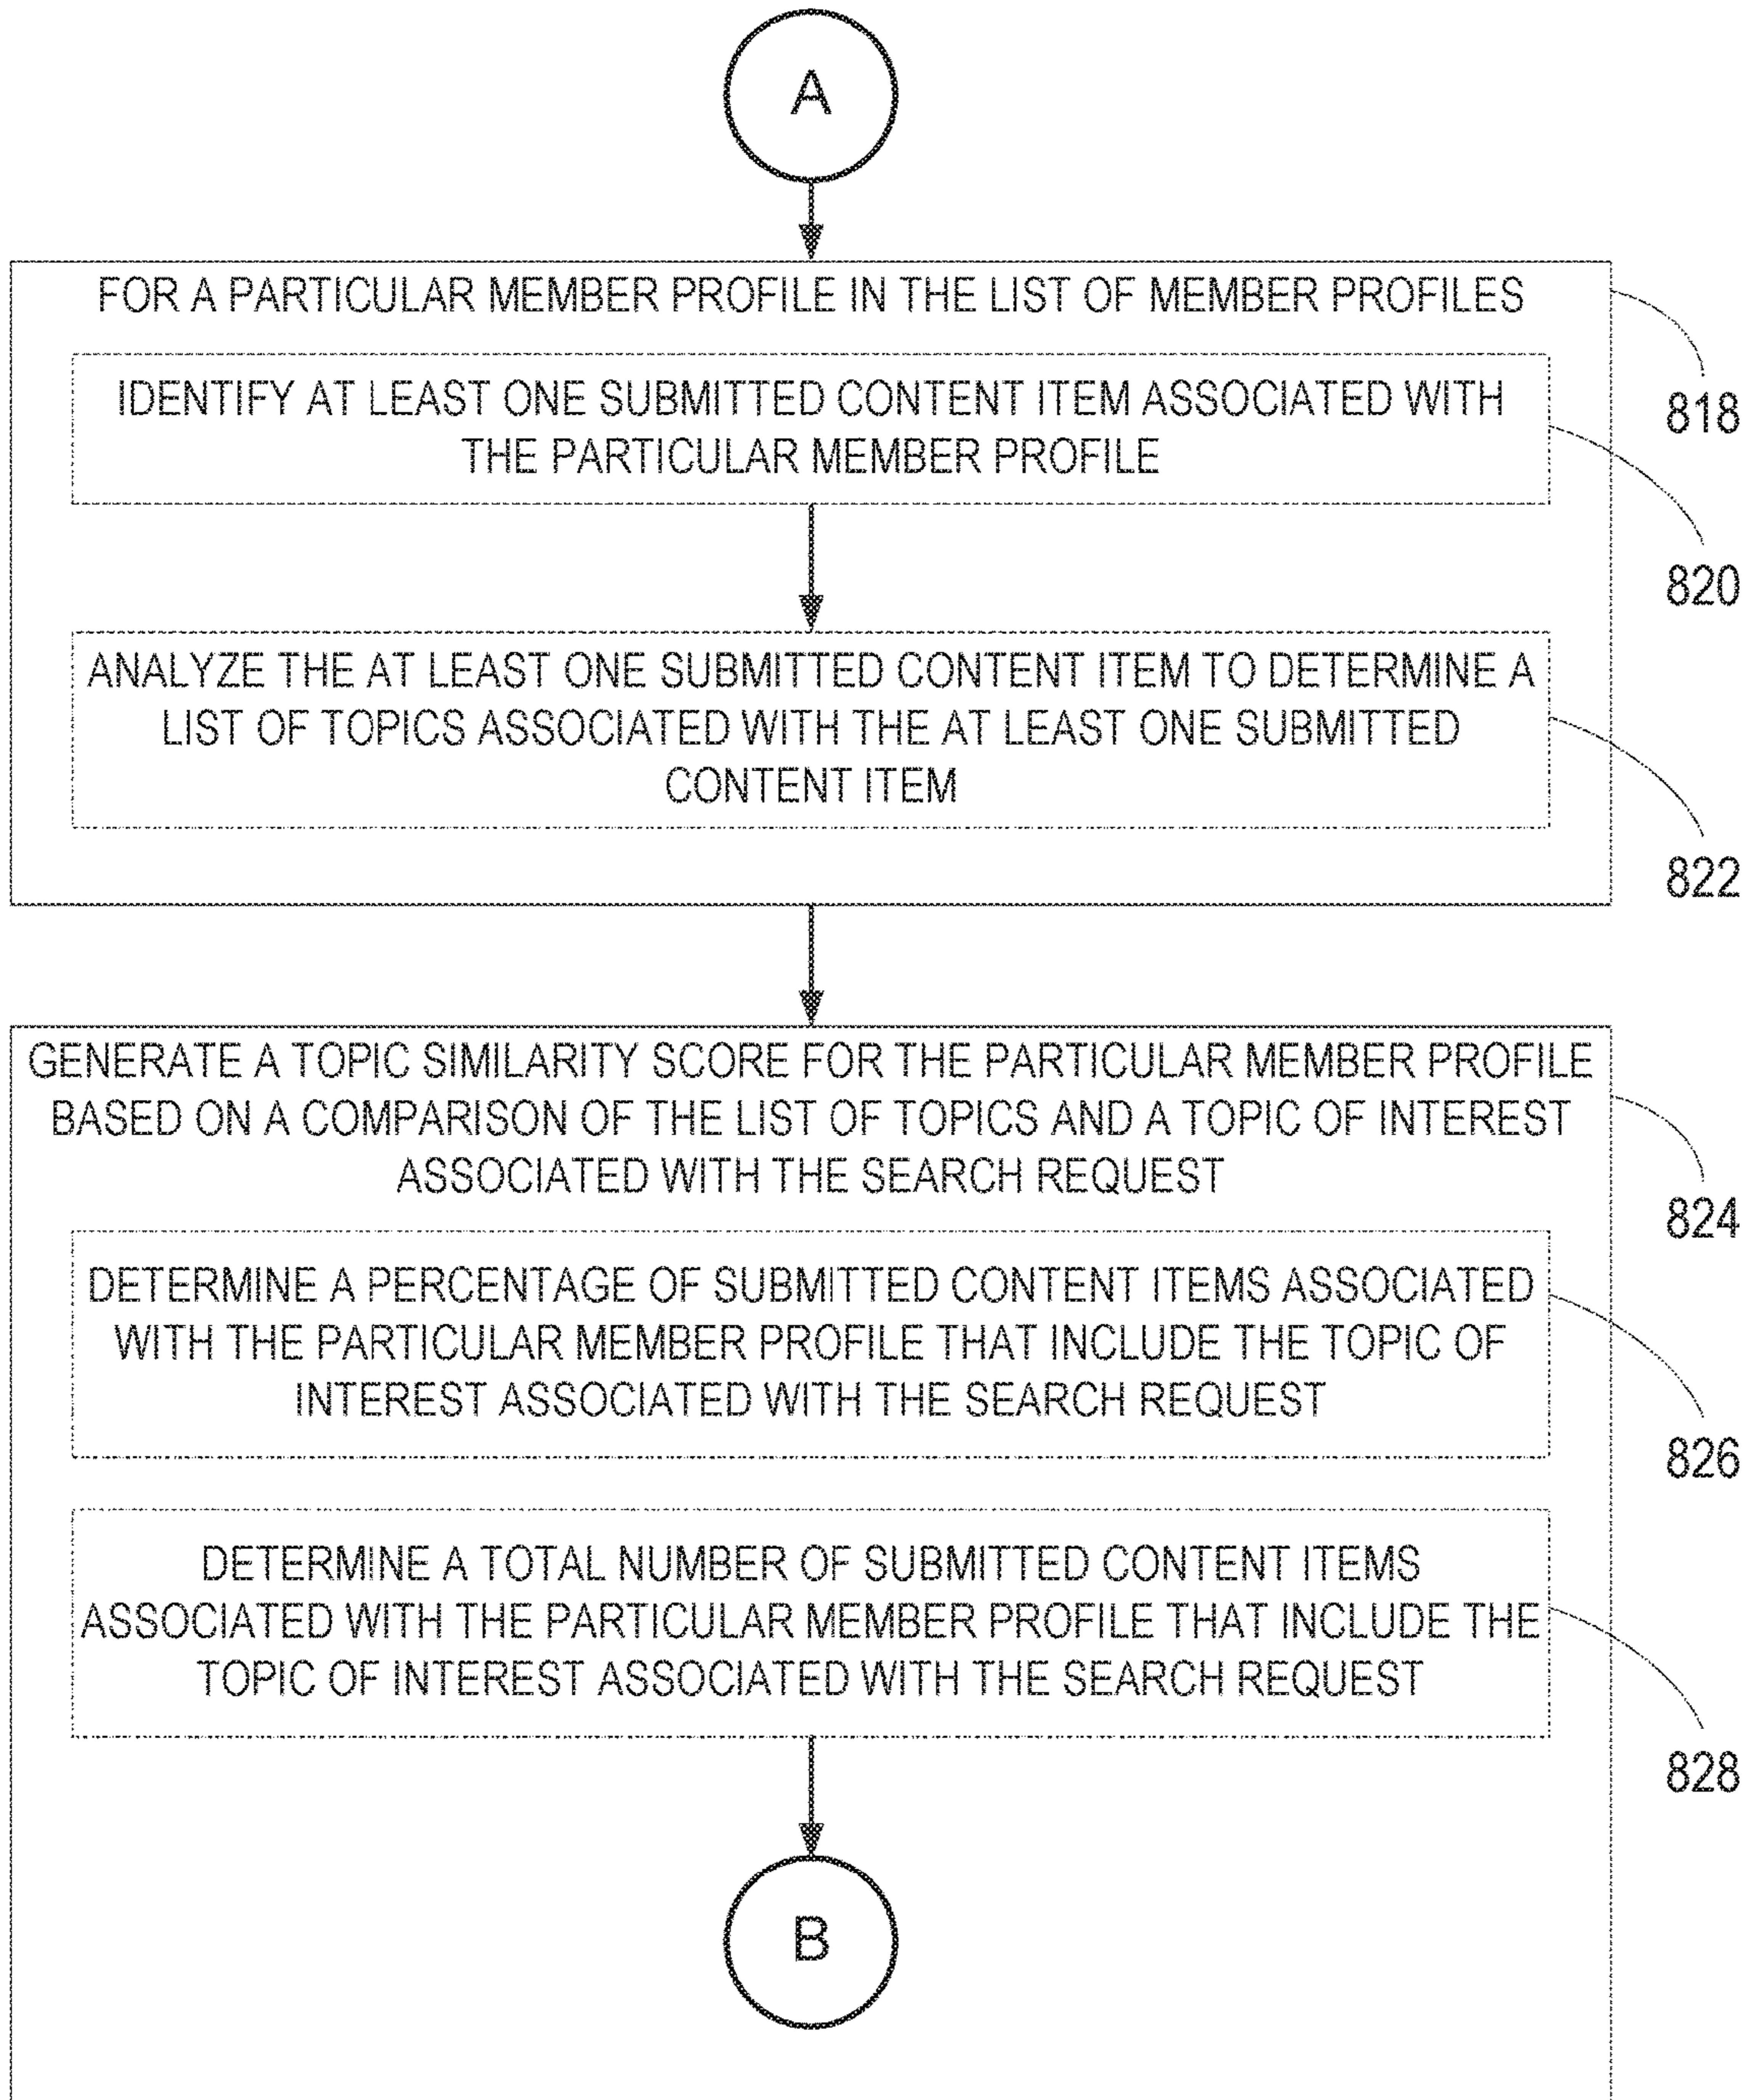 A
FOR A PARTICULAR MEMBER PROFILE IN THE LIST OF MEMBER PROFILES
818
IDENTIFY AT LEAST ONE SUBMITTED CONTENT ITEM ASSOCIATED WITH
THE PARTICULAR MEMBER PROFILE
820
ANALYZE THE AT LEAST ONE SUBMITTED CONTENT ITEM TO DETERMINE A
LIST OF TOPICS ASSOCIATED WITH THE AT LEAST ONE SUBMITTED
CONTENT ITEM
822
GENERATE A TOPIC SIMILARITY SCORE FOR THE PARTICULAR MEMBER PROFILE
BASED ON A COMPARISON OF THE LIST OF TOPICS AND A TOPIC OF INTEREST
ASSOCIATED WITH THE SEARCH REQUEST
824
DETERMINE A PERCENTAGE OF SUBMITTED CONTENT ITEMS ASSOCIATED
WITH THE PARTICULAR MEMBER PROFILE THAT INCLUDE THE TOPIC OF
INTEREST ASSOCIATED WITH THE SEARCH REQUEST
826
DETERMINE A TOTAL NUMBER OF SUBMITTED CONTENT ITEMS
ASSOCIATED WITH THE PARTICULAR MEMBER PROFILE THAT INCLUDE THE
TOPIC OF INTEREST ASSOCIATED WITH THE SEARCH REQUEST
828
B